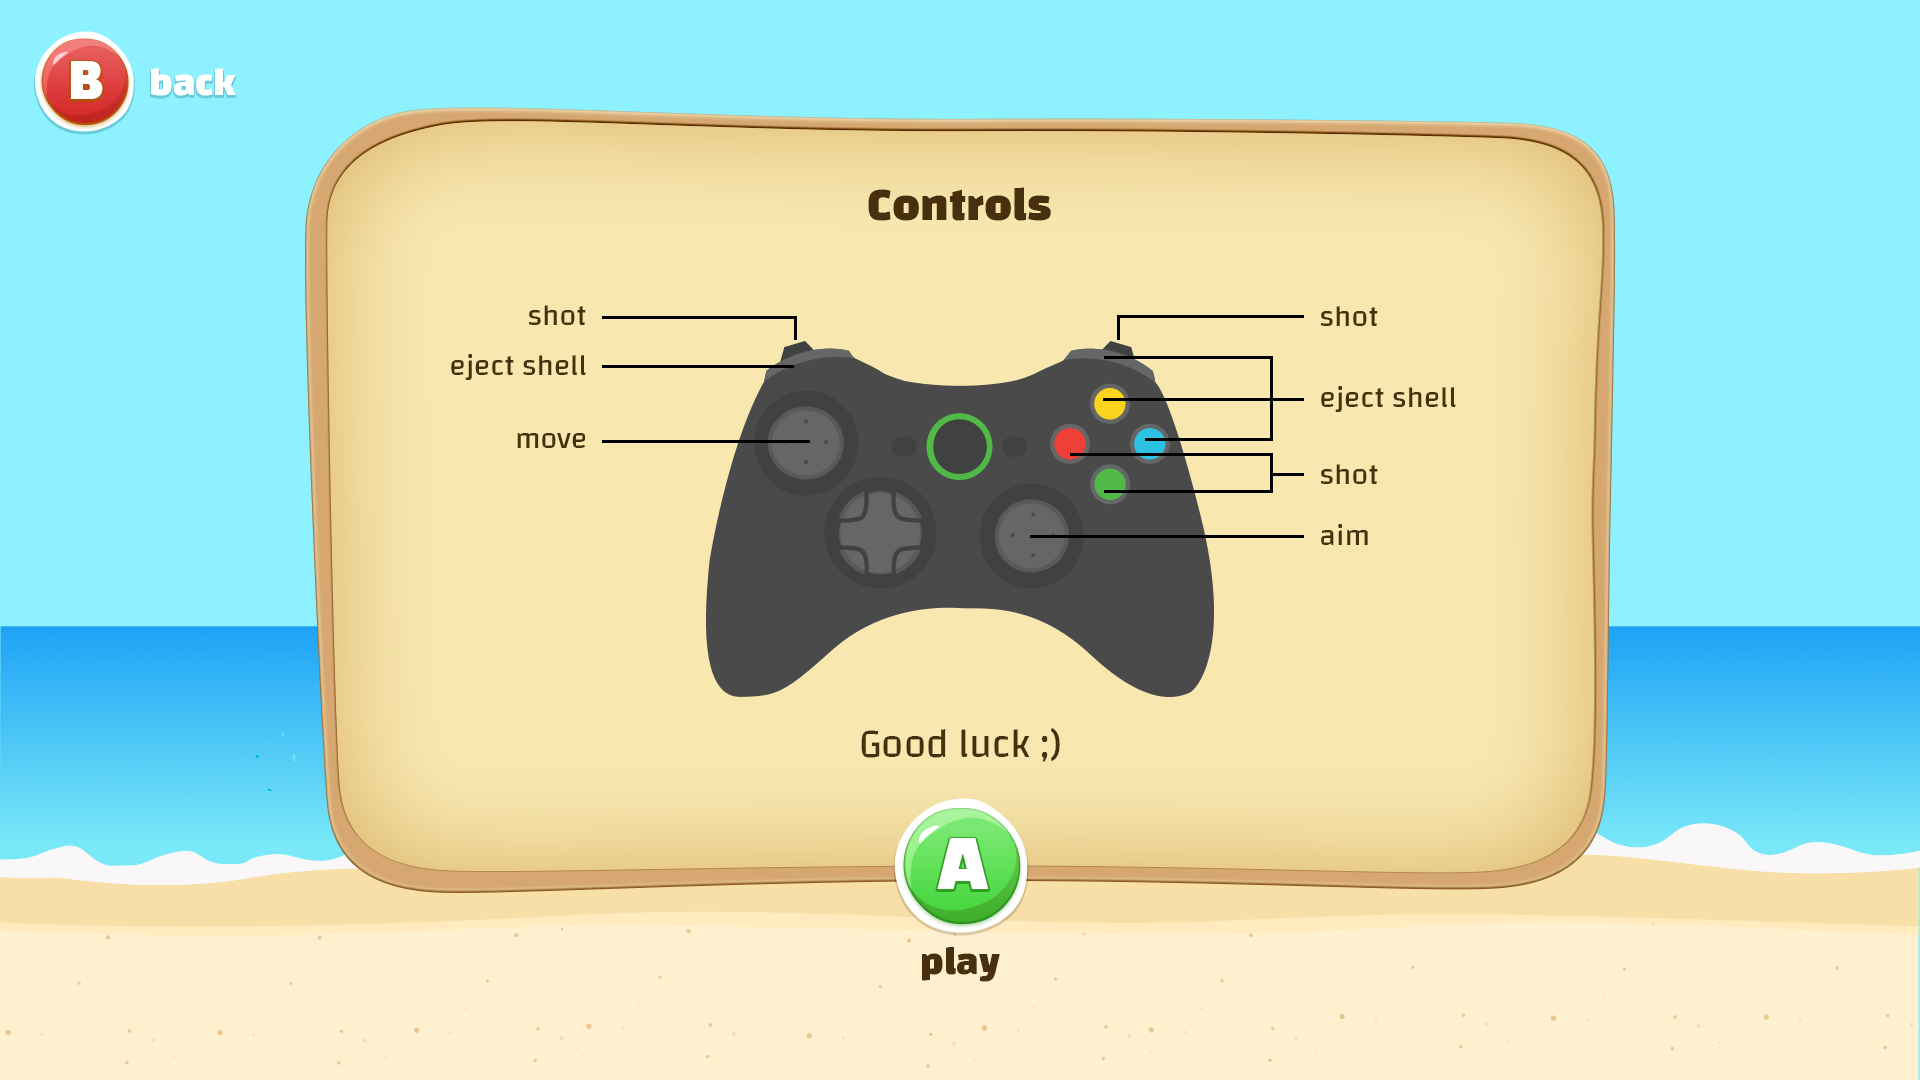 B back
Controls
shot
eject shell
move
shot
eject shell
shot
aim
Good luck ;)
A
play